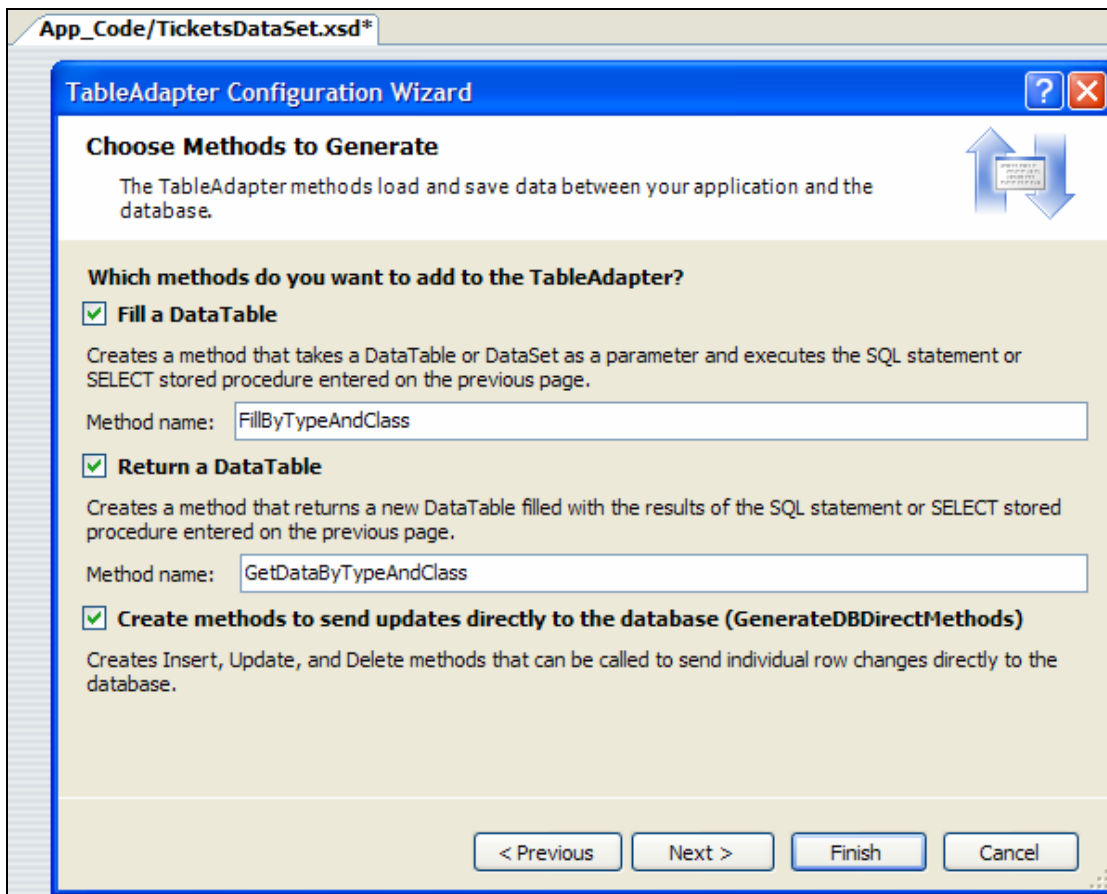 App_Code/TicketsDataSet.xsd*
TableAdapter Configuration Wizard
Choose Methods to Generate
The TableAdapter methods load and save data between your application and the
database.
Which methods do you want to add to the TableAdapter?
Fill a DataTable
Creates a method that takes a DataTable or DataSet as a parameter and executes the SQL statement or
SELECT stored procedure entered on the previous page.
Method name: FillByTypeAndClass
Return a DataTable
Creates a method that returns a new DataTable filled with the results of the SQL statement or SELECT stored
procedure entered on the previous page.
Method name: GetDataByTypeAndClass
Create methods to send updates directly to the database (GenerateDBDirectMethods)
Creates Insert, Update, and Delete methods that can be called to send individual row changes directly to the
database.
< Previous Next > Finish Cancel